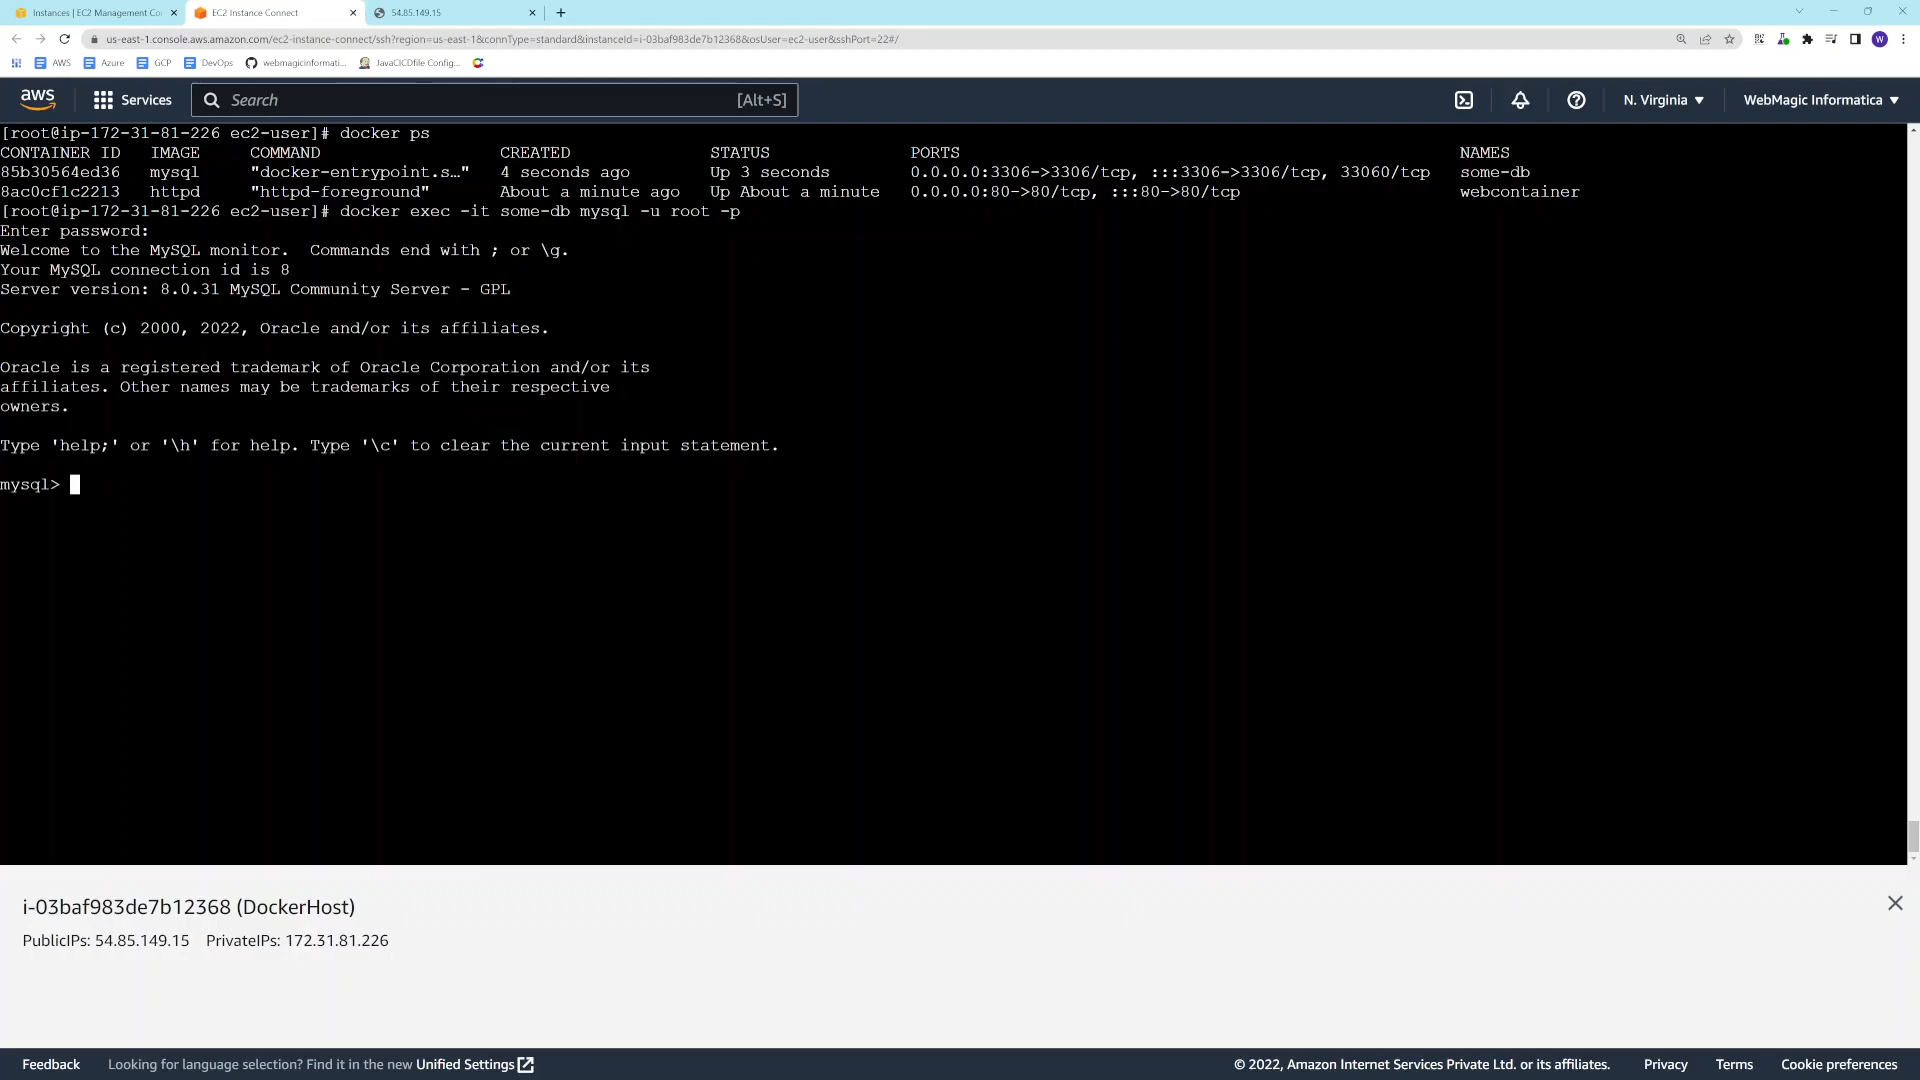 Instances | EC2 Management Co
EC2 Instance Connect
54.85.149.15
us-east-1.console.aws.amazon.com/ec2-instance-connect/ssh?region=us-east-1&connType=standard&instanceId=i-03baf983de7b12368&osUser=ec2-user&sshPort=22#/
W
AWS Azure GCP DevOps webmagicinformati... JavaCICDfile Config...
aws Services Search [Alt+S] N. Virginia ▼ WebMagic Informatica ▼
[root@ip-172-31-81-226 ec2-user]# docker ps
CONTAINER ID IMAGE COMMAND CREATED STATUS PORTS NAMES
85b30564ed36 mysql "docker-entrypoint.s…" 4 seconds ago Up 3 seconds 0.0.0.0:3306->3306/tcp, :::3306->3306/tcp, 33060/tcp some-db
8ac0cf1c2213 httpd "httpd-foreground" About a minute ago Up About a minute 0.0.0.0:80->80/tcp, :::80->80/tcp webcontainer
[root@ip-172-31-81-226 ec2-user]# docker exec -it some-db mysql -u root -p
Enter password:
Welcome to the MySQL monitor.  Commands end with ; or \g.
Your MySQL connection id is 8
Server version: 8.0.31 MySQL Community Server - GPL
Copyright (c) 2000, 2022, Oracle and/or its affiliates.
Oracle is a registered trademark of Oracle Corporation and/or its
affiliates. Other names may be trademarks of their respective
owners.
Type 'help;' or '\h' for help. Type '\c' to clear the current input statement.
mysql>
i-03baf983de7b12368 (DockerHost)
PublicIPs: 54.85.149.15 PrivateIPs: 172.31.81.226
Feedback Looking for language selection? Find it in the new Unified Settings © 2022, Amazon Internet Services Private Ltd. or its affiliates. Privacy Terms Cookie preferences